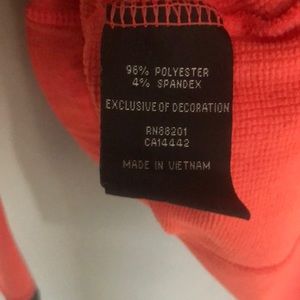 96% POLYESTER
4% SPANDEX
EXCLUSIVE OF DECORATION
RN88201
CA14442
MADE IN VIETNAM